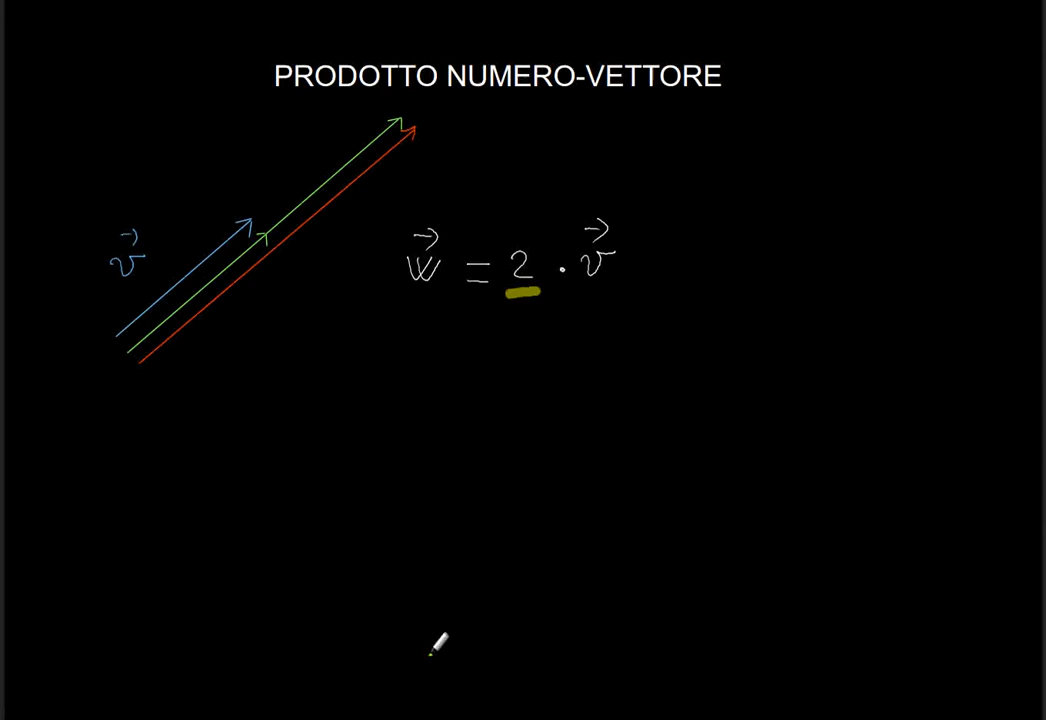 PRODOTTO NUMERO-VETTORE
v⃗
w⃗ = 2 · v⃗